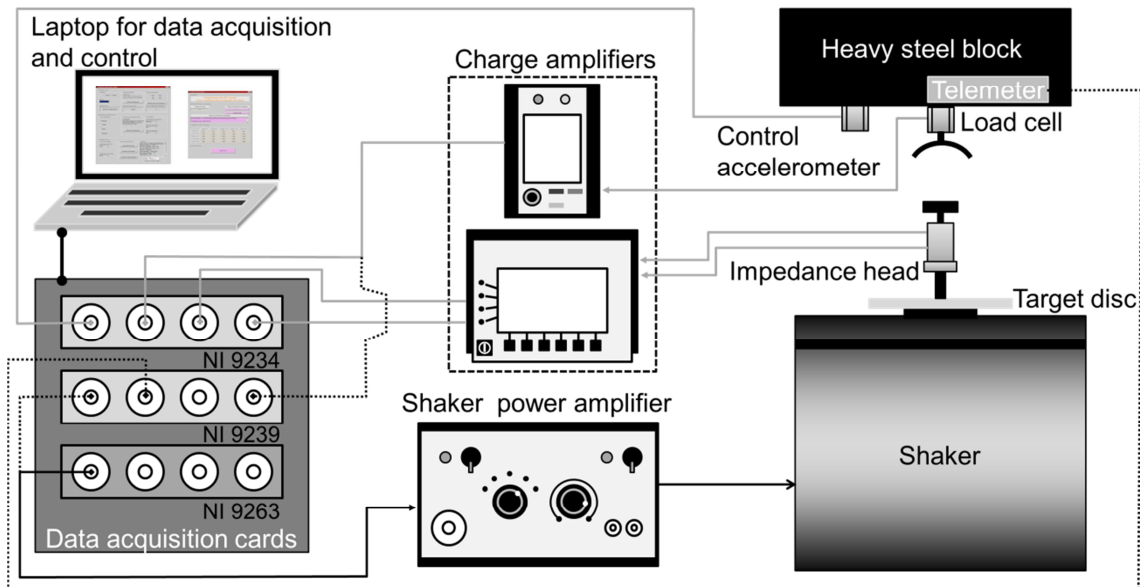 Laptop for data acquisition
and control
Charge amplifiers
Heavy steel block
Telemeter
Load cell
Control
accelerometer
Impedance head
Target disc
NI 9234
NI 9239
NI 9263
Data acquisition cards
Shaker power amplifier
Shaker